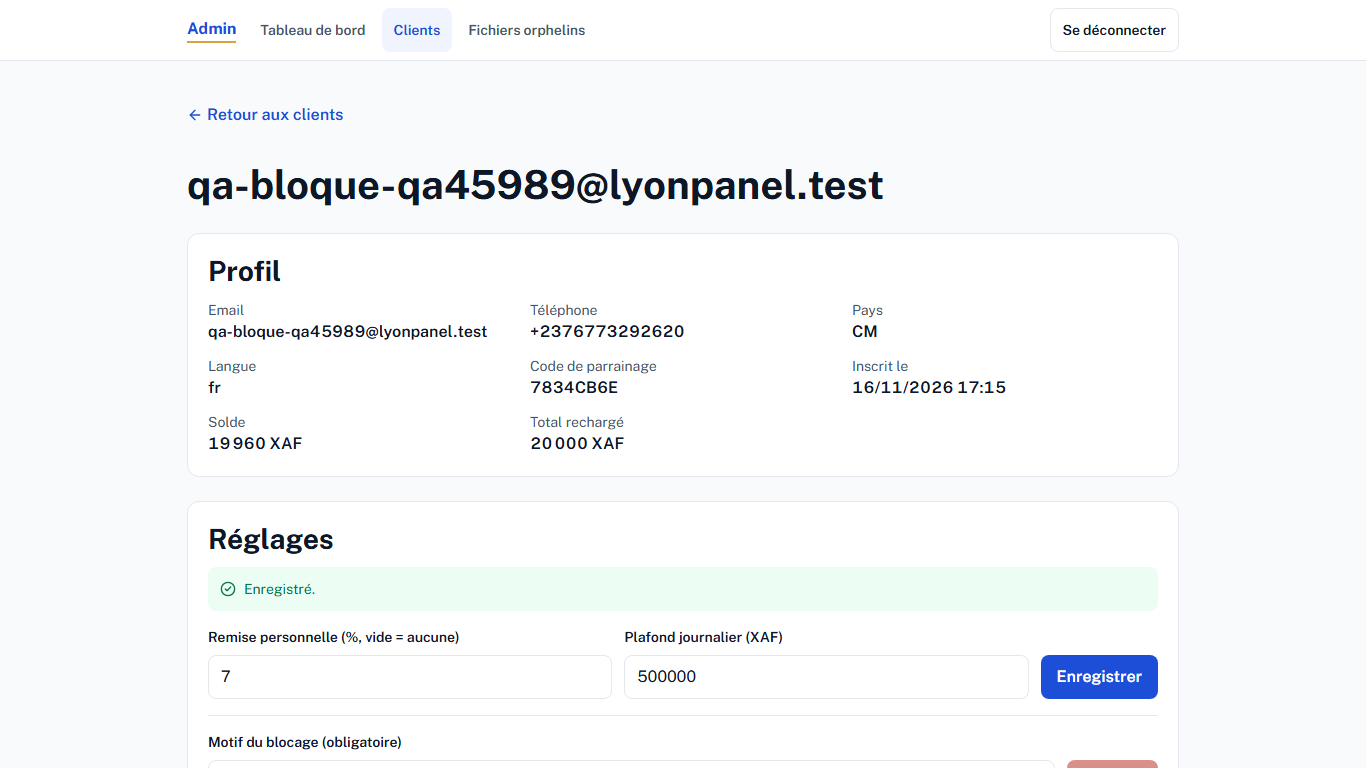 Admin Tableau de bord Clients Fichiers orphelins Se déconnecter
← Retour aux clients
qa-bloque-qa45989@lyonpanel.test
Profil
Email Téléphone Pays
qa-bloque-qa45989@lyonpanel.test +2376773292620 CM
Langue Code de parrainage Inscrit le
fr 7834CB6E 16/11/2026 17:15
Solde Total rechargé
19 960 XAF 20 000 XAF
Réglages
Enregistré.
Remise personnelle (%, vide = aucune) Plafond journalier (XAF)
7 500000 Enregistrer
Motif du blocage (obligatoire)